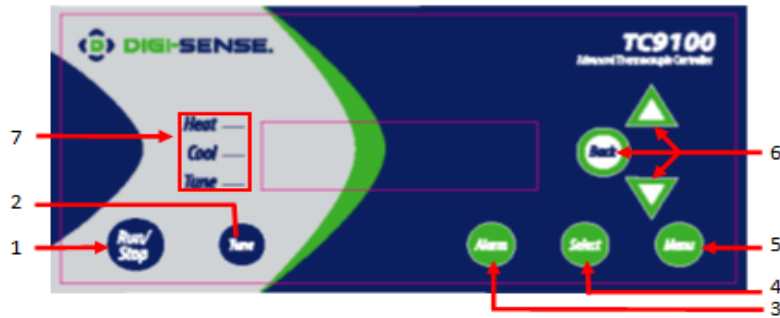 DIGI-SENSE.
TC9100
Advanced Thermocouple Controller
7
Heat
Cool
Tune
Back
6
2
1
Run/
Stop
Tune
Alarm
Select
Menu
5
4
3